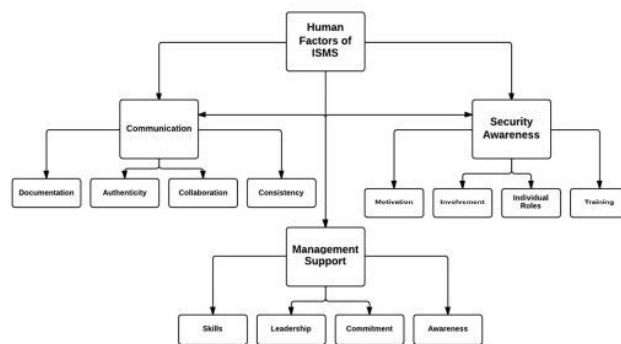 Human
Factors of
ISMS
Communication
Security
Awareness
Documentation
Authenticity
Collaboration
Consistency
Motivation
Involvement
Individual
Roles
Training
Management
Support
Skills
Leadership
Commitment
Awareness